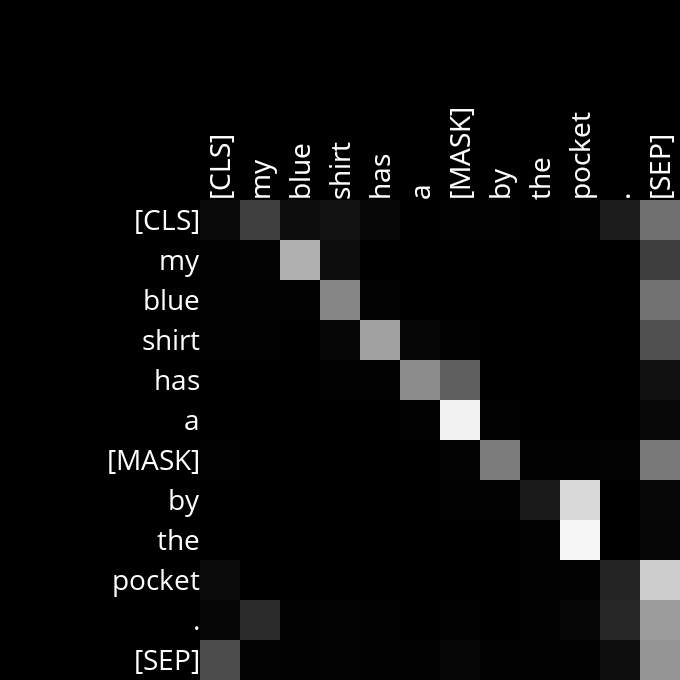 [CLS] my blue shirt has a [MASK] by the pocket . [SEP]
[CLS]
my
blue
shirt
has
a
[MASK]
by
the
pocket
.
[SEP]